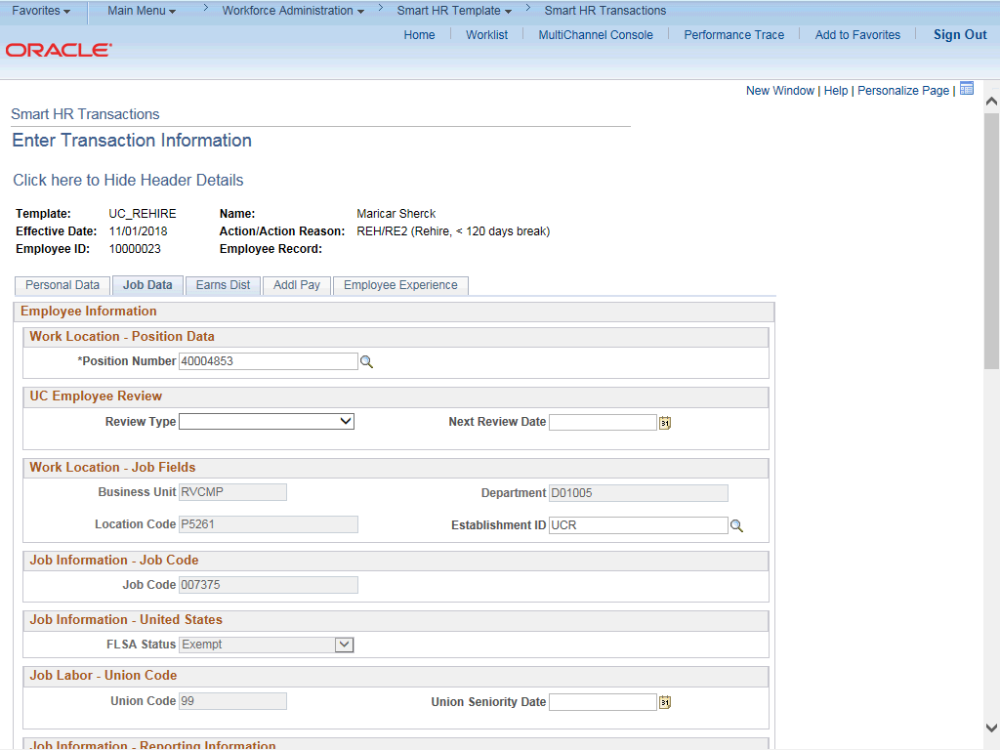 Favorites Main Menu Workforce Administration Smart HR Template Smart HR Transactions
Home Worklist MultiChannel Console Performance Trace Add to Favorites Sign Out
ORACLE
New Window | Help | Personalize Page |
Smart HR Transactions
Enter Transaction Information
Click here to Hide Header Details
Template: UC_REHIRE Name: Maricar Sherck
Effective Date: 11/01/2018 Action/Action Reason: REH/RE2 (Rehire, < 120 days break)
Employee ID: 10000023 Employee Record:
Personal Data Job Data Earns Dist Addl Pay Employee Experience
Employee Information
Work Location - Position Data
*Position Number 40004853
UC Employee Review
Review Type Next Review Date 31
Work Location - Job Fields
Business Unit RVCMP Department D01005
Location Code P5261 Establishment ID UCR
Job Information - Job Code
Job Code 007375
Job Information - United States
FLSA Status Exempt
Job Labor - Union Code
Union Code 99 Union Seniority Date 31
Job Information - Reporting Information